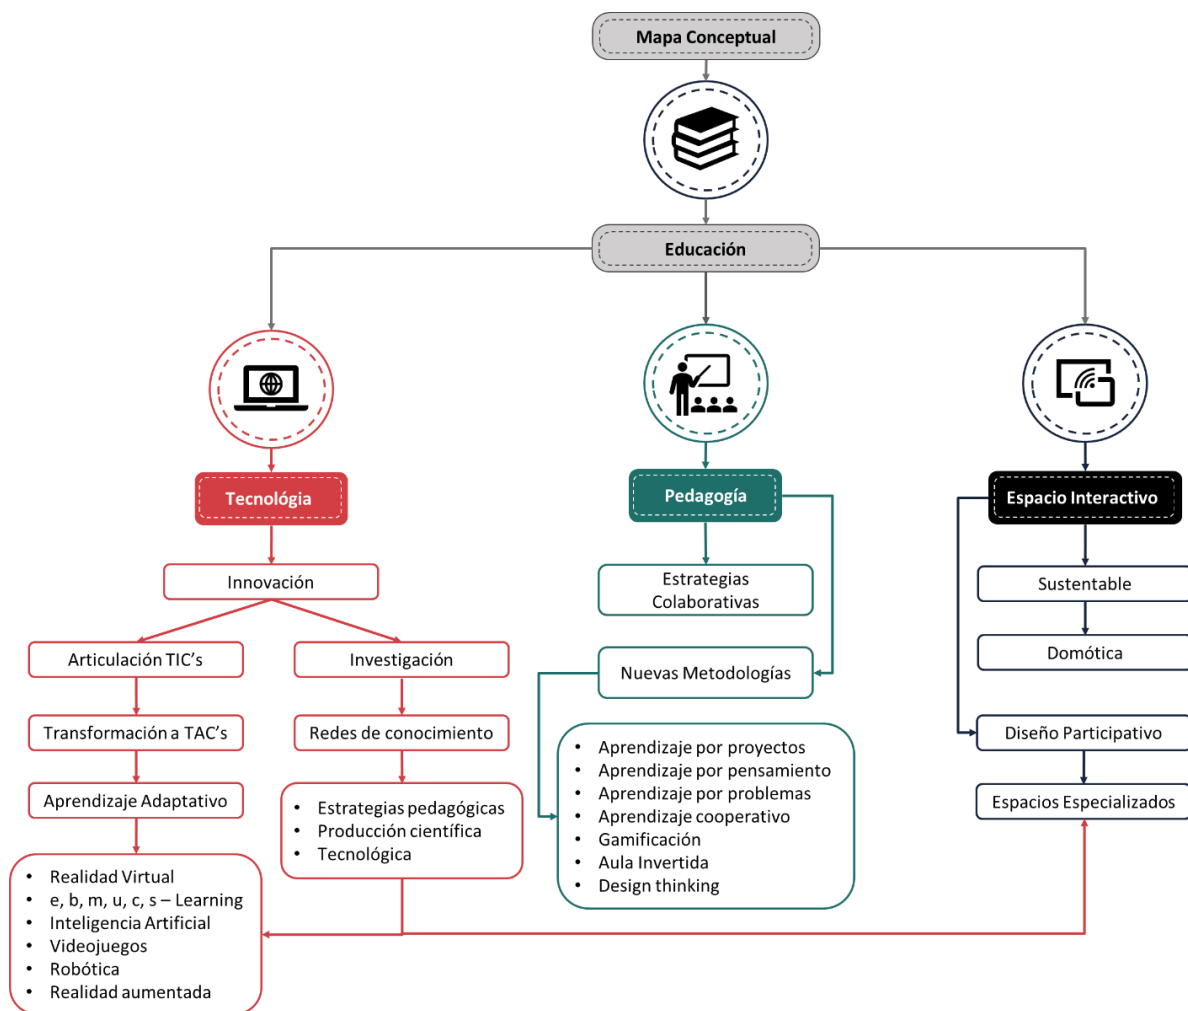 Mapa Conceptual
Educación
Tecnológia
Pedagogía
Espacio Interactivo
Innovación
Estrategias
Colaborativas
Sustentable
Articulación TIC's
Investigación
Nuevas Metodologías
Domótica
Transformación a TAC's
Redes de conocimiento
Diseño Participativo
Aprendizaje Adaptativo
• Estrategias pedagógicas
• Producción científica
• Tecnológica
• Aprendizaje por proyectos
• Aprendizaje por pensamiento
• Aprendizaje por problemas
• Aprendizaje cooperativo
• Gamificación
• Aula Invertida
• Design thinking
Espacios Especializados
• Realidad Virtual
• e, b, m, u, c, s – Learning
• Inteligencia Artificial
• Videojuegos
• Robótica
• Realidad aumentada